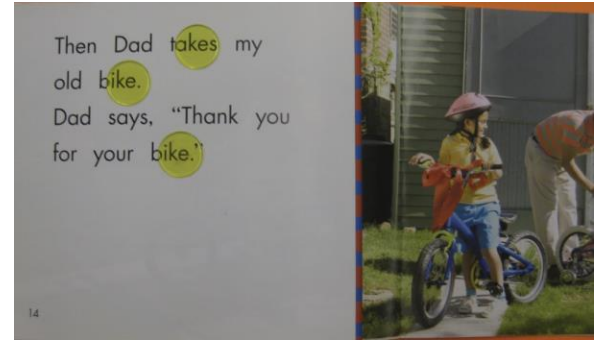 Then Dad takes my
old bike.
Dad says, “Thank you
for your bike.”
14